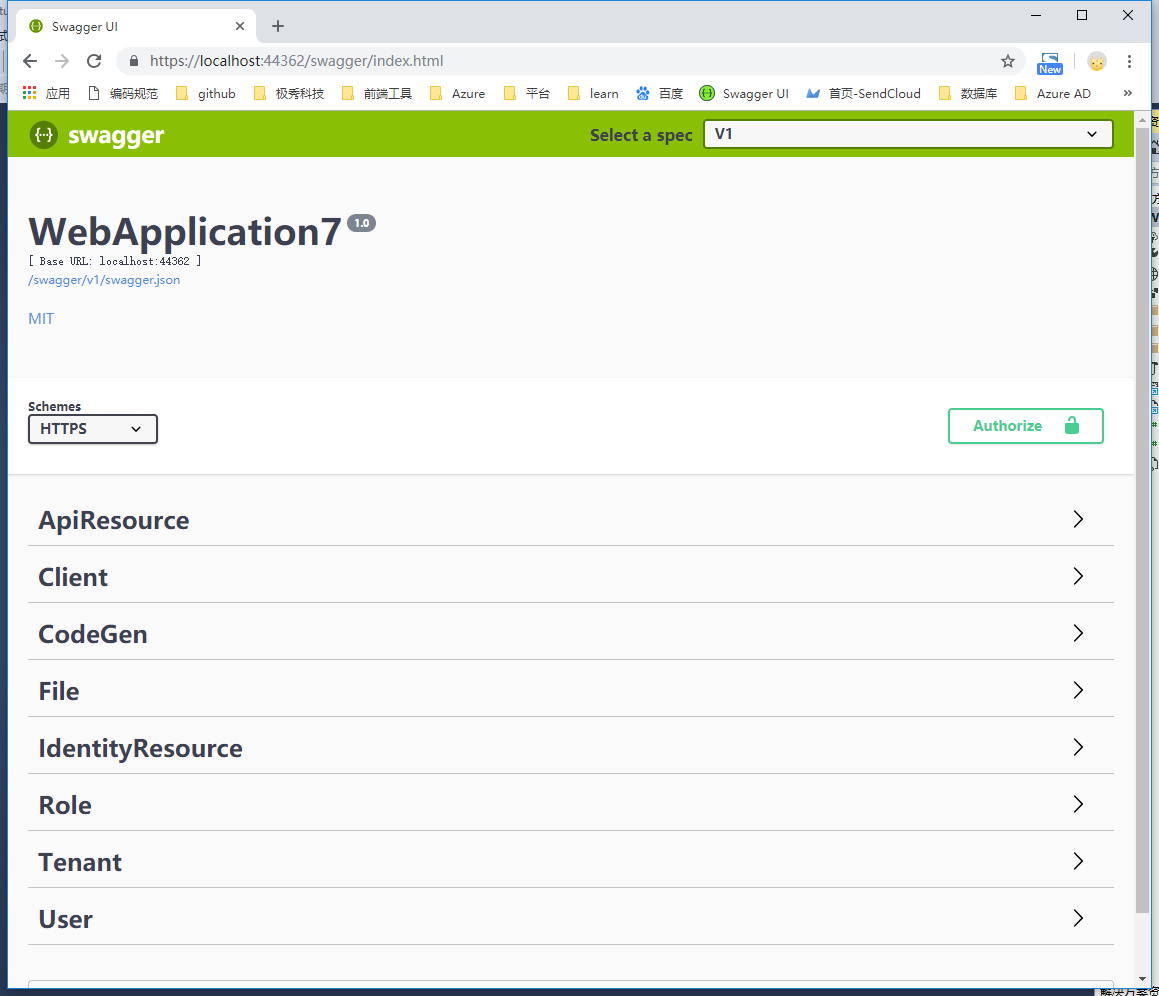 Swagger UI
https://localhost:44362/swagger/index.html
New
应用 编码规范 github 极秀科技 前端工具 Azure 平台 learn 百度 Swagger UI 首页-SendCloud 数据库 Azure AD »
swagger Select a spec V1
WebApplication7 1.0
[ Base URL: localhost:44362 ]
/swagger/v1/swagger.json
MIT
Schemes
HTTPS
Authorize
ApiResource
Client
CodeGen
File
IdentityResource
Role
Tenant
User